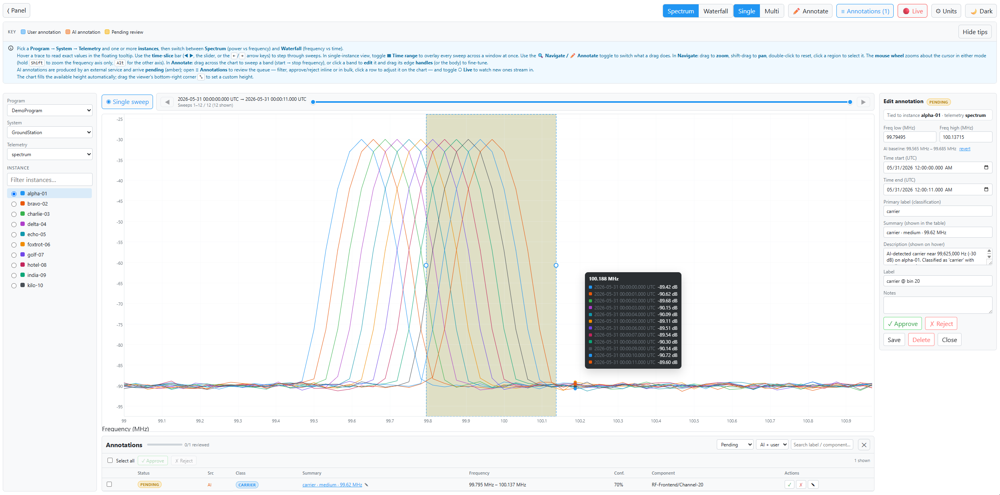 ⟨ Panel
Spectrum Waterfall Single Multi Annotate ≡ Annotations (1) Live ⚙ Units Dark
KEY User annotation AI annotation Pending review
Hide tips
Pick a Program → System → Telemetry and one or more instances, then switch between Spectrum (power vs frequency) and Waterfall (frequency vs time).
Hover a trace to read exact values in the floating tooltip. Use the time-slice bar (◀ ▶, the slider, or the ←/→ arrow keys) to step through sweeps. In single-instance view, toggle ▦ Time range to overlay every sweep across a window at once. Use the 🔍 Navigate / 🖍 Annotate toggle to switch what a drag does. In Navigate: drag to zoom, shift-drag to pan, double-click to reset, click a region to select it. The mouse wheel zooms about the cursor in either mode
(hold Shift to zoom the frequency axis only, Alt for the other axis). In Annotate: drag across the chart to sweep a band (start → stop frequency), or click a band to edit it and drag its edge handles (or the body) to fine-tune.
AI annotations are produced by an external service and arrive pending (amber); open ≡ Annotations to review the queue — filter, approve/reject inline or in bulk, click a row to adjust it on the chart — and toggle ○ Live to watch new ones stream in.
The chart fills the available height automatically; drag the viewer's bottom-right corner ⤡ to set a custom height.
Program
DemoProgram
System
GroundStation
Telemetry
spectrum
INSTANCE
Filter instances...
alpha-01
bravo-02
charlie-03
delta-04
echo-05
foxtrot-06
golf-07
hotel-08
india-09
kilo-10
◉ Single sweep
◀
2026-05-31 00:00:00.000 UTC → 2026-05-31 00:00:11.000 UTC
Sweeps 1–12 / 12 (12 shown)
▶
-25
-30
-35
-40
-45
-50
-55
-60
-65
-70
-75
-80
-85
-90
-95
99 99.1 99.2 99.3 99.4 99.5 99.6 99.7 99.8 99.9 100 100.1 100.2 100.3 100.4 100.5 100.6 100.7 100.8 100.9
Frequency (MHz)
100.188 MHz
2026-05-31 00:00:00.000 UTC -89.42 dB
2026-05-31 00:00:01.000 UTC -90.62 dB
2026-05-31 00:00:02.000 UTC -89.68 dB
2026-05-31 00:00:03.000 UTC -90.15 dB
2026-05-31 00:00:04.000 UTC -90.09 dB
2026-05-31 00:00:05.000 UTC -89.11 dB
2026-05-31 00:00:06.000 UTC -89.51 dB
2026-05-31 00:00:07.000 UTC -89.54 dB
2026-05-31 00:00:08.000 UTC -90.30 dB
2026-05-31 00:00:09.000 UTC -90.14 dB
2026-05-31 00:00:10.000 UTC -90.72 dB
2026-05-31 00:00:11.000 UTC -89.60 dB
Annotations 0/1 reviewed
Pending AI + user Search label / component... ✕
Select all ✓ Approve ✗ Reject
1 shown
Status Src Class Summary Frequency Conf. Component Actions
PENDING AI CARRIER carrier · medium · 99.62 MHz 99.795 MHz – 100.137 MHz 70% RF-Frontend/Channel-20 ✓ ✗
Edit annotation PENDING
Tied to instance alpha-01 · telemetry spectrum
Freq low (MHz) Freq high (MHz)
99.79495 100.13715
AI baseline: 99.565 MHz – 99.685 MHz revert
Time start (UTC)
05/31/2026 12:00:00.000 AM
Time end (UTC)
05/31/2026 12:00:11.000 AM
Primary label (classification)
carrier
Summary (shown in the table)
carrier · medium · 99.62 MHz
Description (shown on hover)
AI-detected carrier near 99,625,000 Hz (-30
dB) on alpha-01. Classified as 'carrier' with
Label
carrier @ bin 20
Notes
✓ Approve ✗ Reject
Save Delete Close